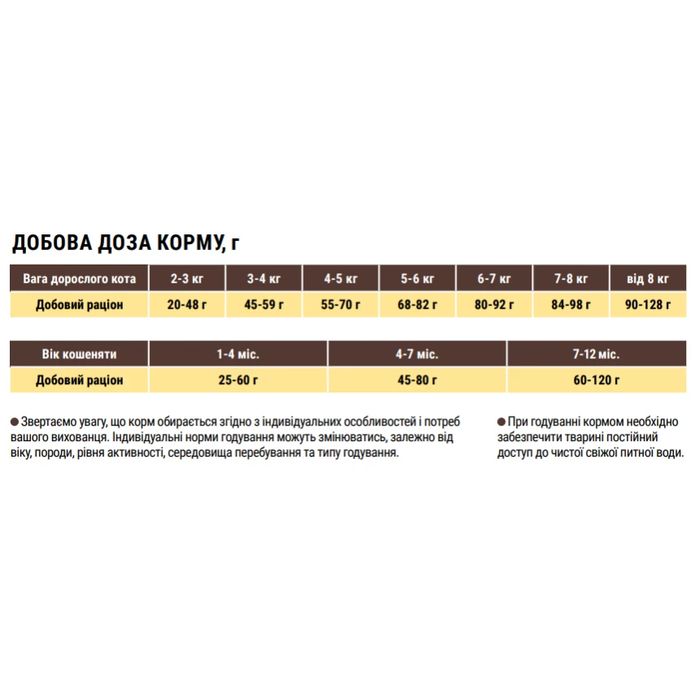 ДОБОВА ДОЗА КОРМУ, г
Вага дорослого кота 2-3 кг 3-4 кг 4-5 кг 5-6 кг 6-7 кг 7-8 кг від 8 кг
Добовий раціон 20-48 г 45-59 г 55-70 г 68-82 г 80-92 г 84-98 г 90-128 г
Вік кошеняти 1-4 міс. 4-7 міс. 7-12 міс.
Добовий раціон 25-60 г 45-80 г 60-120 г
● Звертаємо увагу, що корм обирається згідно з індивідуальних особливостей і потреб
вашого вихованця. Індивідуальні норми годування можуть змінюватись, залежно від
віку, породи, рівня активності, середовища перебування та типу годування.
● При годуванні кормом необхідно
забезпечити тварині постійний
доступ до чистої свіжої питної води.